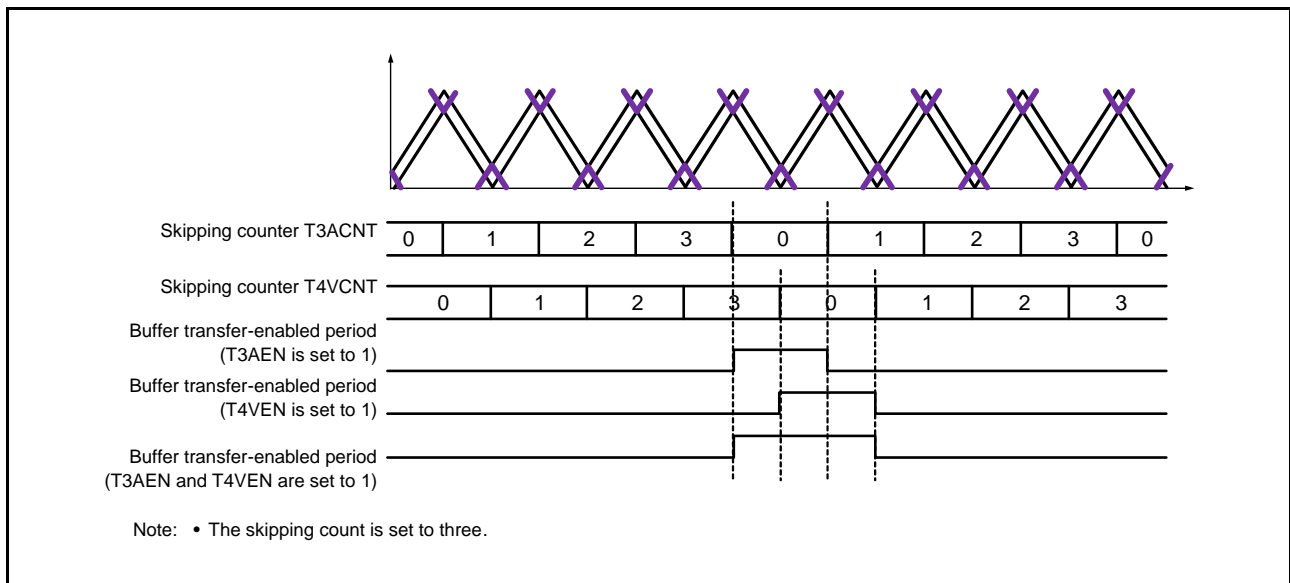 Skipping counter T3ACNT
0 1 2 3 0 1 2 3 0
Skipping counter T4VCNT
0 1 2 3 0 1 2 3
Buffer transfer-enabled period
(T3AEN is set to 1)
Buffer transfer-enabled period
(T4VEN is set to 1)
Buffer transfer-enabled period
(T3AEN and T4VEN are set to 1)
Note: • The skipping count is set to three.